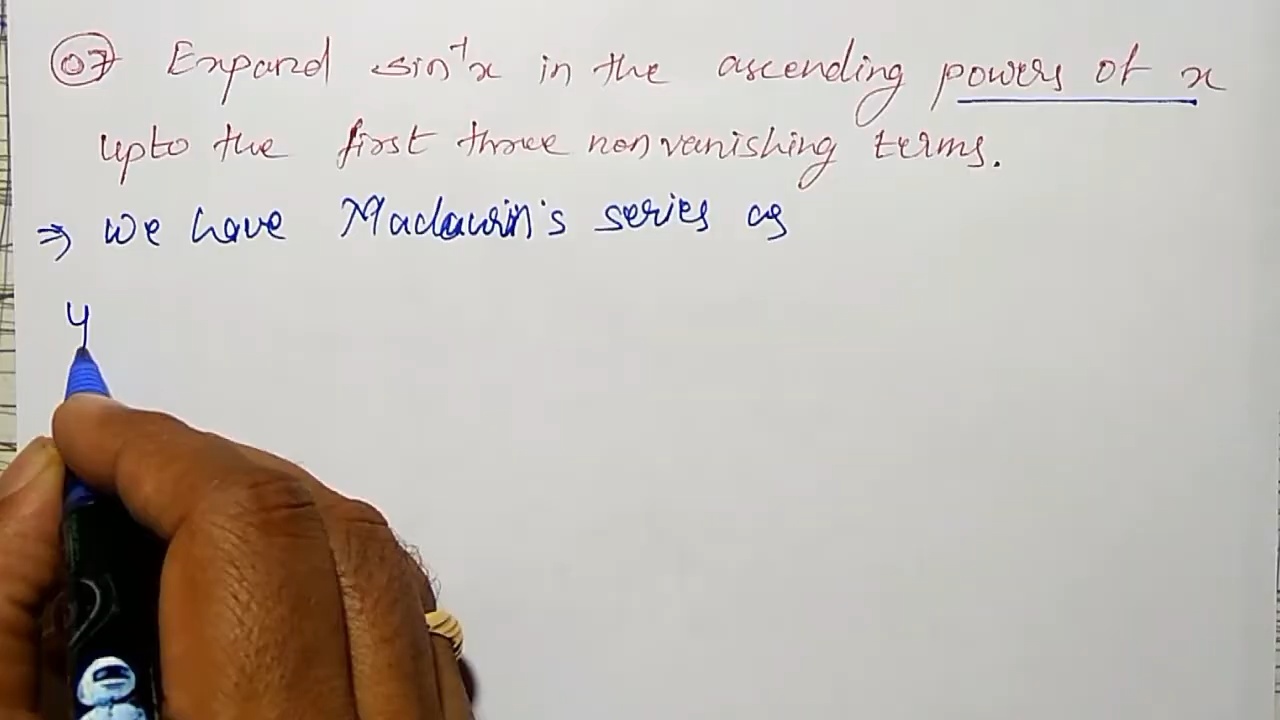 07 Expand sin⁻¹x in the ascending powers of x
upto the first three nonvanishing terms.
⇒ We have Maclaurin's series as
y